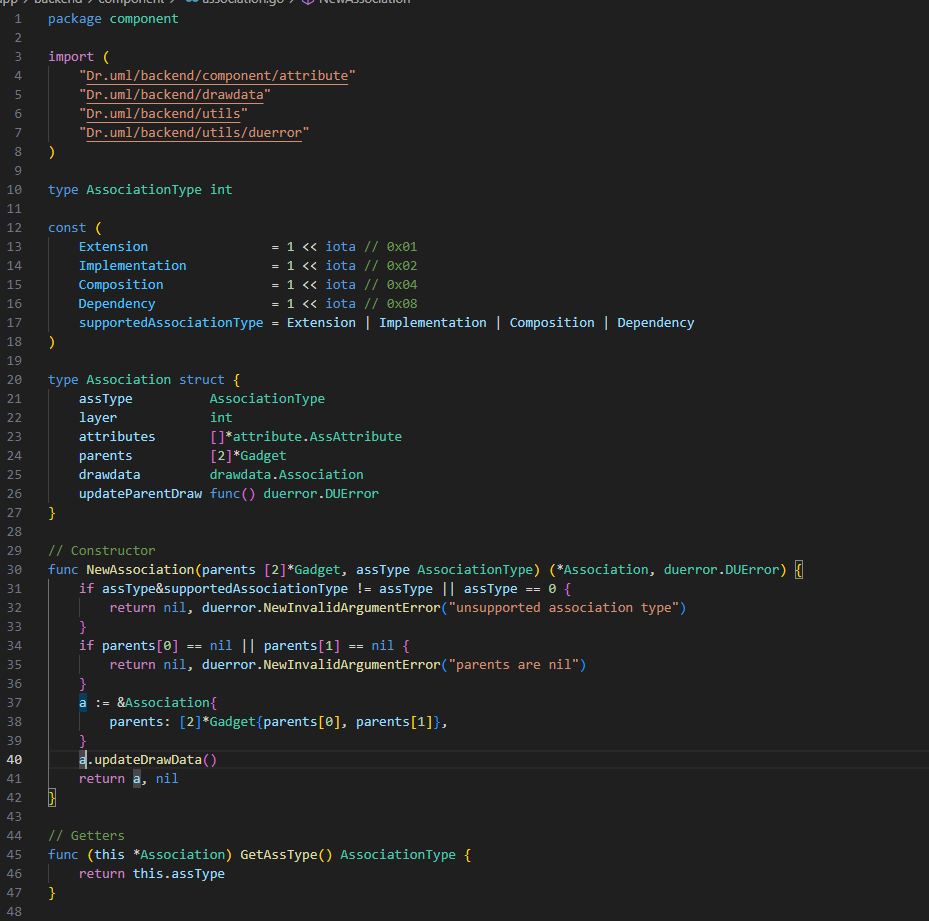 app > backend > component > association.go > NewAssociation
1 package component
2
3 import (
4 "Dr.uml/backend/component/attribute"
5 "Dr.uml/backend/drawdata"
6 "Dr.uml/backend/utils"
7 "Dr.uml/backend/utils/duerror"
8 )
9
10 type AssociationType int
11
12 const (
13 Extension = 1 << iota // 0x01
14 Implementation = 1 << iota // 0x02
15 Composition = 1 << iota // 0x04
16 Dependency = 1 << iota // 0x08
17 supportedAssociationType = Extension | Implementation | Composition | Dependency
18 )
19
20 type Association struct {
21 assType AssociationType
22 layer int
23 attributes []*attribute.AssAttribute
24 parents [2]*Gadget
25 drawdata drawdata.Association
26 updateParentDraw func() duerror.DUError
27 }
28
29 // Constructor
30 func NewAssociation(parents [2]*Gadget, assType AssociationType) (*Association, duerror.DUError) {
31 if assType&supportedAssociationType != assType || assType == 0 {
32 return nil, duerror.NewInvalidArgumentError("unsupported association type")
33 }
34 if parents[0] == nil || parents[1] == nil {
35 return nil, duerror.NewInvalidArgumentError("parents are nil")
36 }
37 a := &Association{
38 parents: [2]*Gadget{parents[0], parents[1]},
39 }
40 a.updateDrawData()
41 return a, nil
42 }
43
44 // Getters
45 func (this *Association) GetAssType() AssociationType {
46 return this.assType
47 }
48